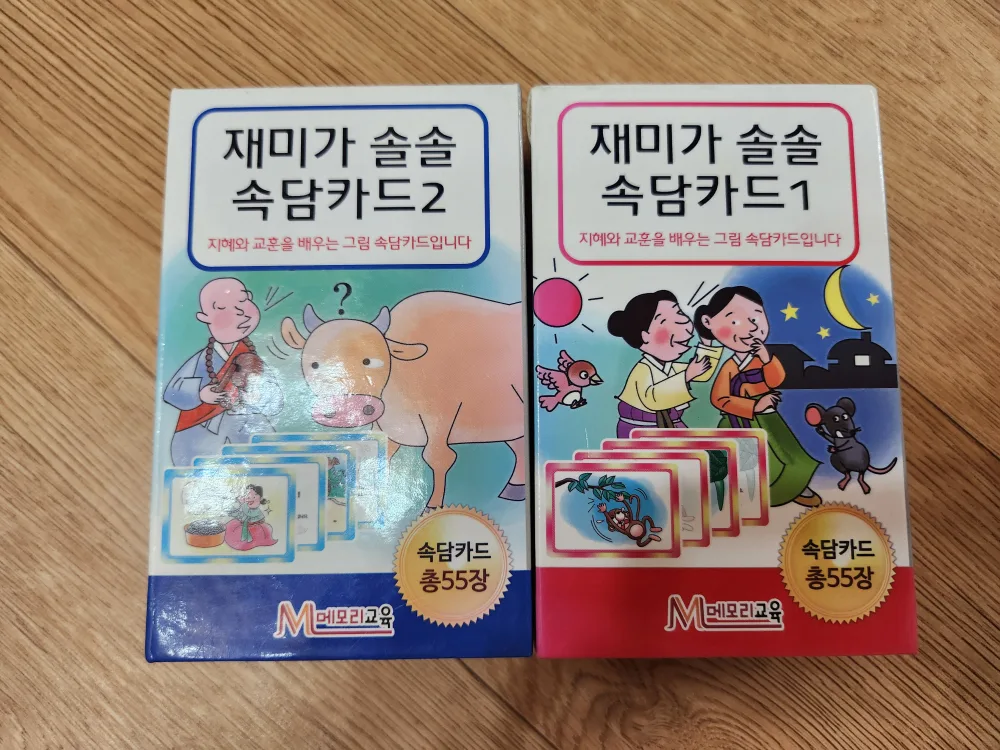 재미가 솔솔
속담카드2
지혜와 교훈을 배우는 그림 속담카드입니다
?
속담카드
총55장
M메모리교육
재미가 솔솔
속담카드1
지혜와 교훈을 배우는 그림 속담카드입니다
속담카드
총55장
M메모리교육